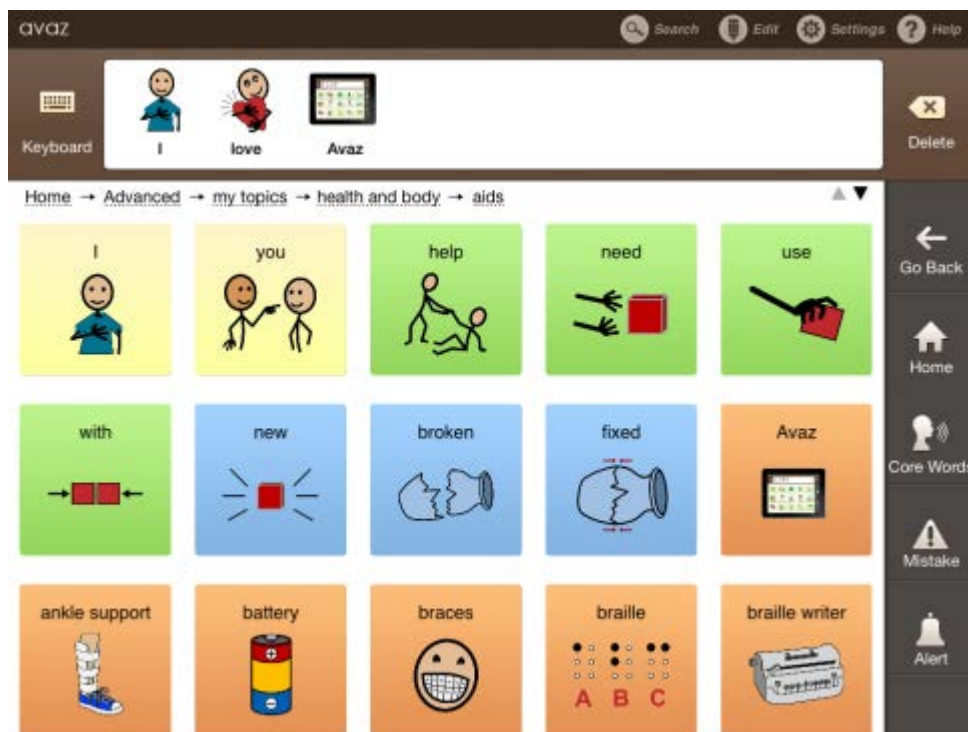 avaz
Search Edit Settings Help
Keyboard
I love Avaz
Delete
Home → Advanced → my topics → health and body → aids
I you help need use
Go Back
Home
with new broken fixed Avaz
Core Words
Mistake
ankle support battery braces braille braille writer
A B C
Alert